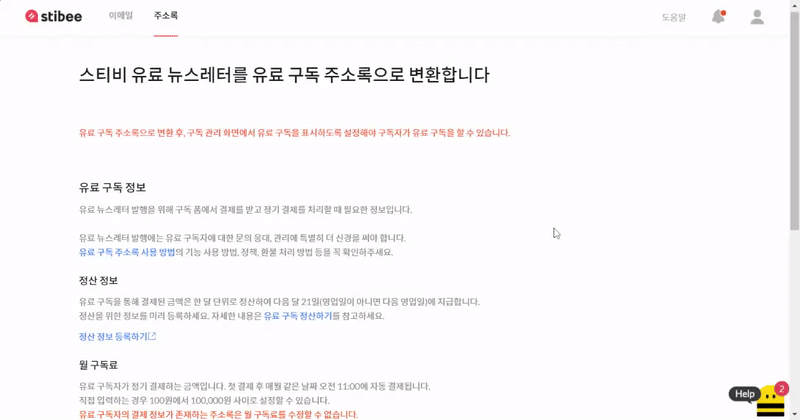 stibee 이메일 주소록 도움말
스티비 유료 뉴스레터를 유료 구독 주소록으로 변환합니다
유료 구독 주소록으로 변환 후, 구독 관리 화면에서 유료 구독을 표시하도록 설정해야 구독자가 유료 구독을 할 수 있습니다.
유료 구독 정보
유료 뉴스레터 발행을 위해 구독 폼에서 결제를 받고 정기 결제를 처리할 때 필요한 정보입니다.
유료 뉴스레터 발행에는 유료 구독자에 대한 문의 응대, 관리에 특별히 더 신경을 써야 합니다.
유료 구독 주소록 사용 방법의 기능 사용 방법, 정책, 환불 처리 방법 등을 꼭 확인하주세요.
정산 정보
유료 구독을 통해 결제된 금액은 한 달 단위로 정산하여 다음 달 21일(영업일이 아니면 다음 영업일)에 지급합니다.
정산을 위한 정보를 미리 등록하세요. 자세한 내용은 유료 구독 정산하기를 참고하세요.
정산 정보 등록하기
월 구독료
유료 구독자가 정기 결제하는 금액입니다. 첫 결제 후 매월 같은 날짜 오전 11:00에 자동 결제됩니다.
직접 입력하는 경우 100원에서 100,000원 사이로 설정할 수 있습니다.
유료 구독자의 결제 정보가 존재하는 주소록은 월 구독료를 수정할 수 없습니다.
Help 2